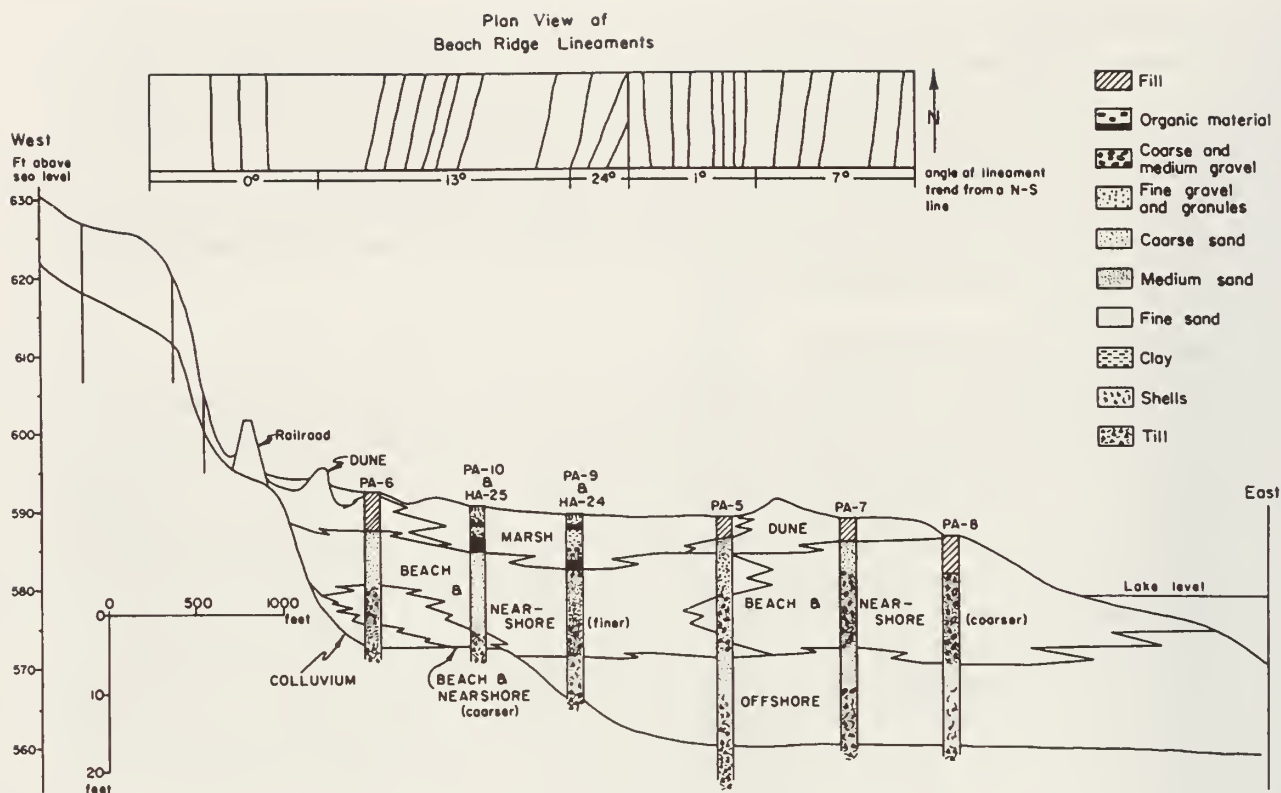 Plan View of
Beach Ridge Lineaments
N
0° 13° 24° 1° 7°
angle of lineament
trend from a N-S
line
Fill
Organic material
Coarse and
medium gravel
Fine gravel
and granules
Coarse sand
Medium sand
Fine sand
Clay
Shells
Till
West
Ft above
sea level
630
620
610
600
590
580
570
560
Railroad
DUNE
PA-6
PA-10
&
HA-25
PA-9
&
HA-24
PA-5
PA-7
PA-8
East
MARSH
DUNE
BEACH
&
NEAR-
SHORE
(finer)
BEACH &
NEAR-
SHORE
(coarser)
Lake level
0 500 1000
feet
0
10
20
feet
COLLUVIUM
BEACH &
NEARSHORE
(coarser)
OFFSHORE